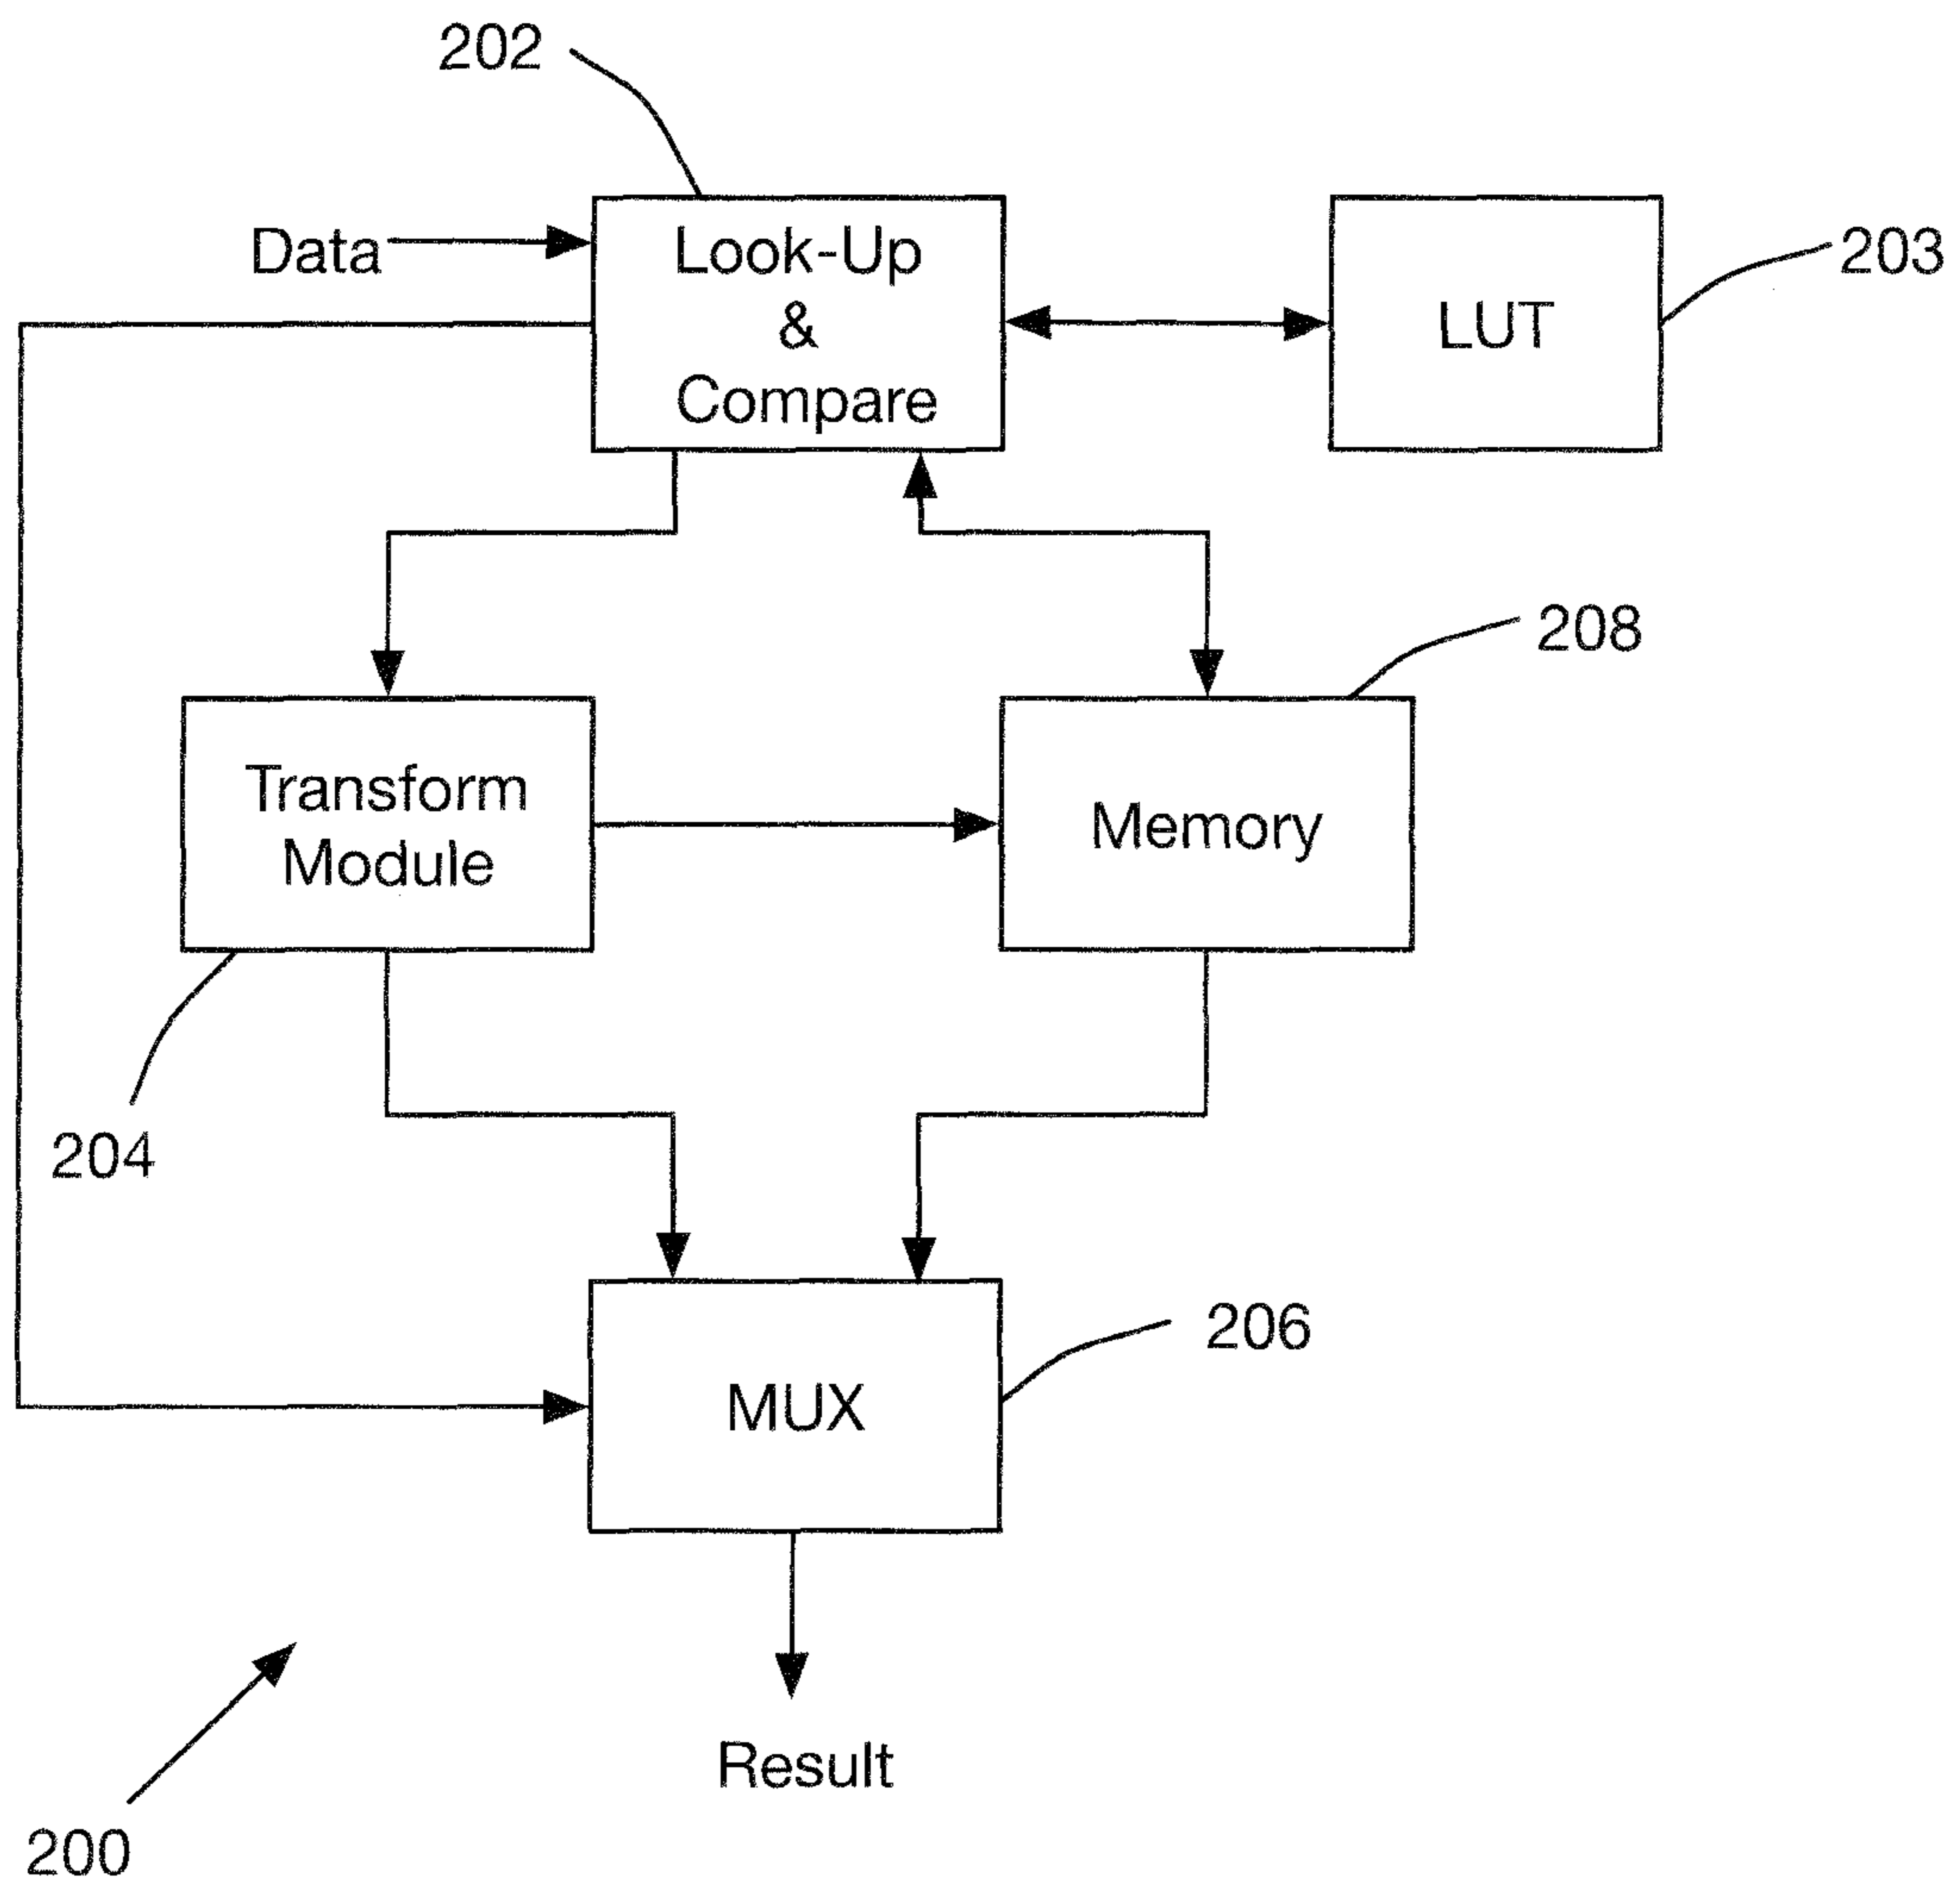 202
Data
Look-Up
&
Compare
LUT
203
208
Transform
Module
Memory
204
206
MUX
Result
200